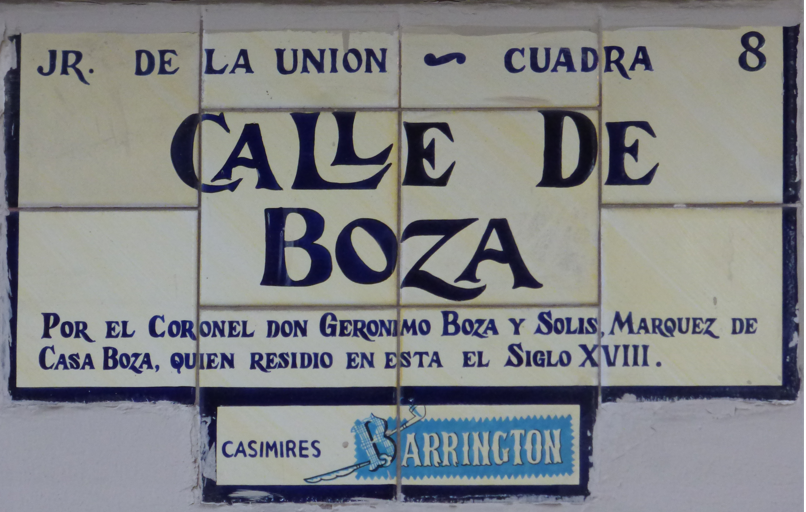 JR. DE LA UNION ~ CUADRA 8
CALLE DE
BOZA
POR EL CORONEL DON GERONIMO BOZA Y SOLIS, MARQUEZ DE
CASA BOZA, QUIEN RESIDIO EN ESTA EL SIGLO XVIII.
CASIMIRES BARRINGTON